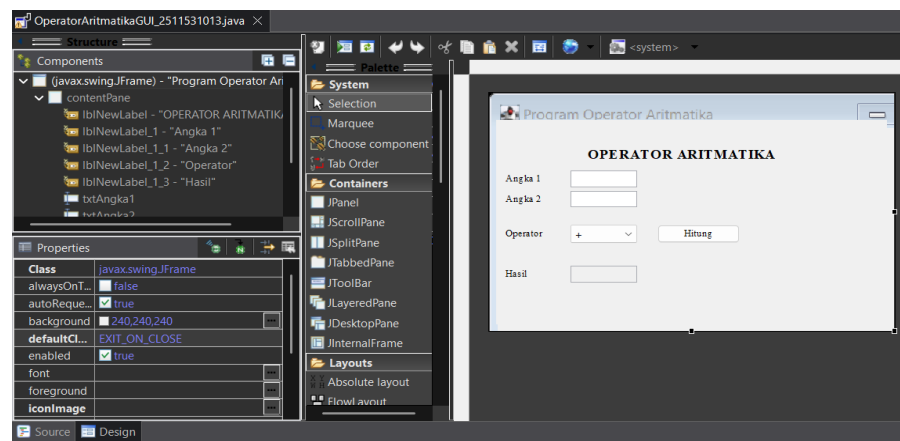 OperatorAritmatikaGUI_2511531013.java
Structure
Components
(javax.swing.JFrame) - "Program Operator Ari
contentPane
lblNewLabel - "OPERATOR ARITMATIK
lblNewLabel_1 - "Angka 1"
lblNewLabel_1_1 - "Angka 2"
lblNewLabel_1_2 - "Operator"
lblNewLabel_1_3 - "Hasil"
txtAngka1
txtAngka2
Properties
Class javax.swing.JFrame
alwaysOnT... false
autoReque... true
background 240,240,240
defaultCl... EXIT_ON_CLOSE
enabled true
font
foreground
iconImage
Source Design
<system>
Palette
System
Selection
Marquee
Choose component
Tab Order
Containers
JPanel
JScrollPane
JSplitPane
JTabbedPane
JToolBar
JLayeredPane
JDesktopPane
JInternalFrame
Layouts
Absolute layout
FlowLayout
Program Operator Aritmatika
OPERATOR ARITMATIKA
Angka 1
Angka 2
Operator + Hitung
Hasil